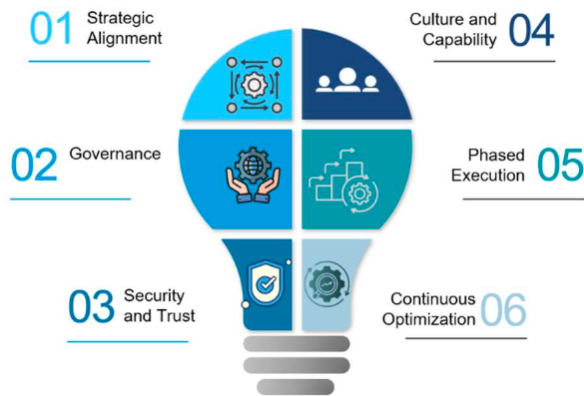 01 Strategic
Alignment
02 Governance
03 Security
and Trust
Culture and 04
Capability
Phased 05
Execution
Continuous 06
Optimization